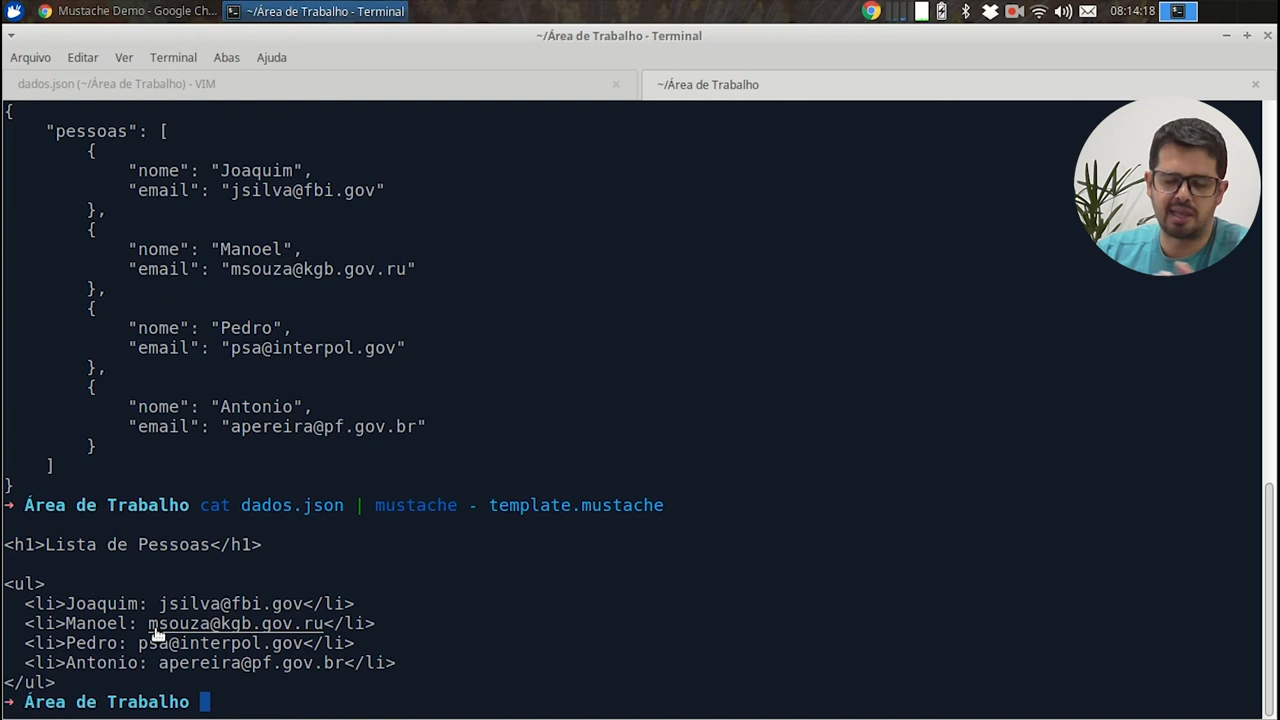 Mustache Demo - Google Ch...
~/Área de Trabalho - Terminal
08:14:18
~/Área de Trabalho - Terminal
Arquivo Editar Ver Terminal Abas Ajuda
dados.json (~/Área de Trabalho) - VIM
~/Área de Trabalho
{
    "pessoas": [
        {
            "nome": "Joaquim",
            "email": "jsilva@fbi.gov"
        },
        {
            "nome": "Manoel",
            "email": "msouza@kgb.gov.ru"
        },
        {
            "nome": "Pedro",
            "email": "psa@interpol.gov"
        },
        {
            "nome": "Antonio",
            "email": "apereira@pf.gov.br"
        }
    ]
}
➜ Área de Trabalho cat dados.json | mustache - template.mustache
<h1>Lista de Pessoas</h1>
<ul>
  <li>Joaquim: jsilva@fbi.gov</li>
  <li>Manoel: msouza@kgb.gov.ru</li>
  <li>Pedro: psa@interpol.gov</li>
  <li>Antonio: apereira@pf.gov.br</li>
</ul>
➜ Área de Trabalho